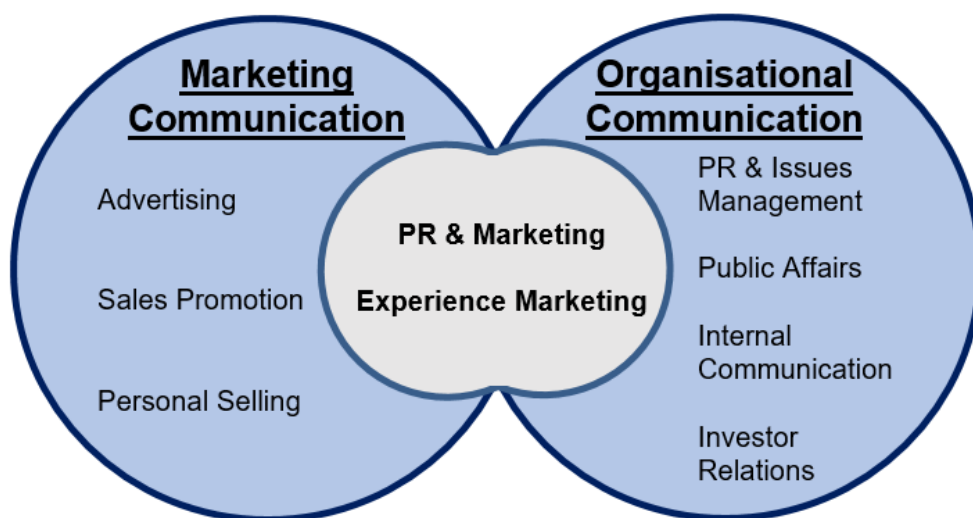 Marketing
Communication
Advertising
Sales Promotion
Personal Selling
PR & Marketing
Experience Marketing
Organisational
Communication
PR & Issues
Management
Public Affairs
Internal
Communication
Investor
Relations